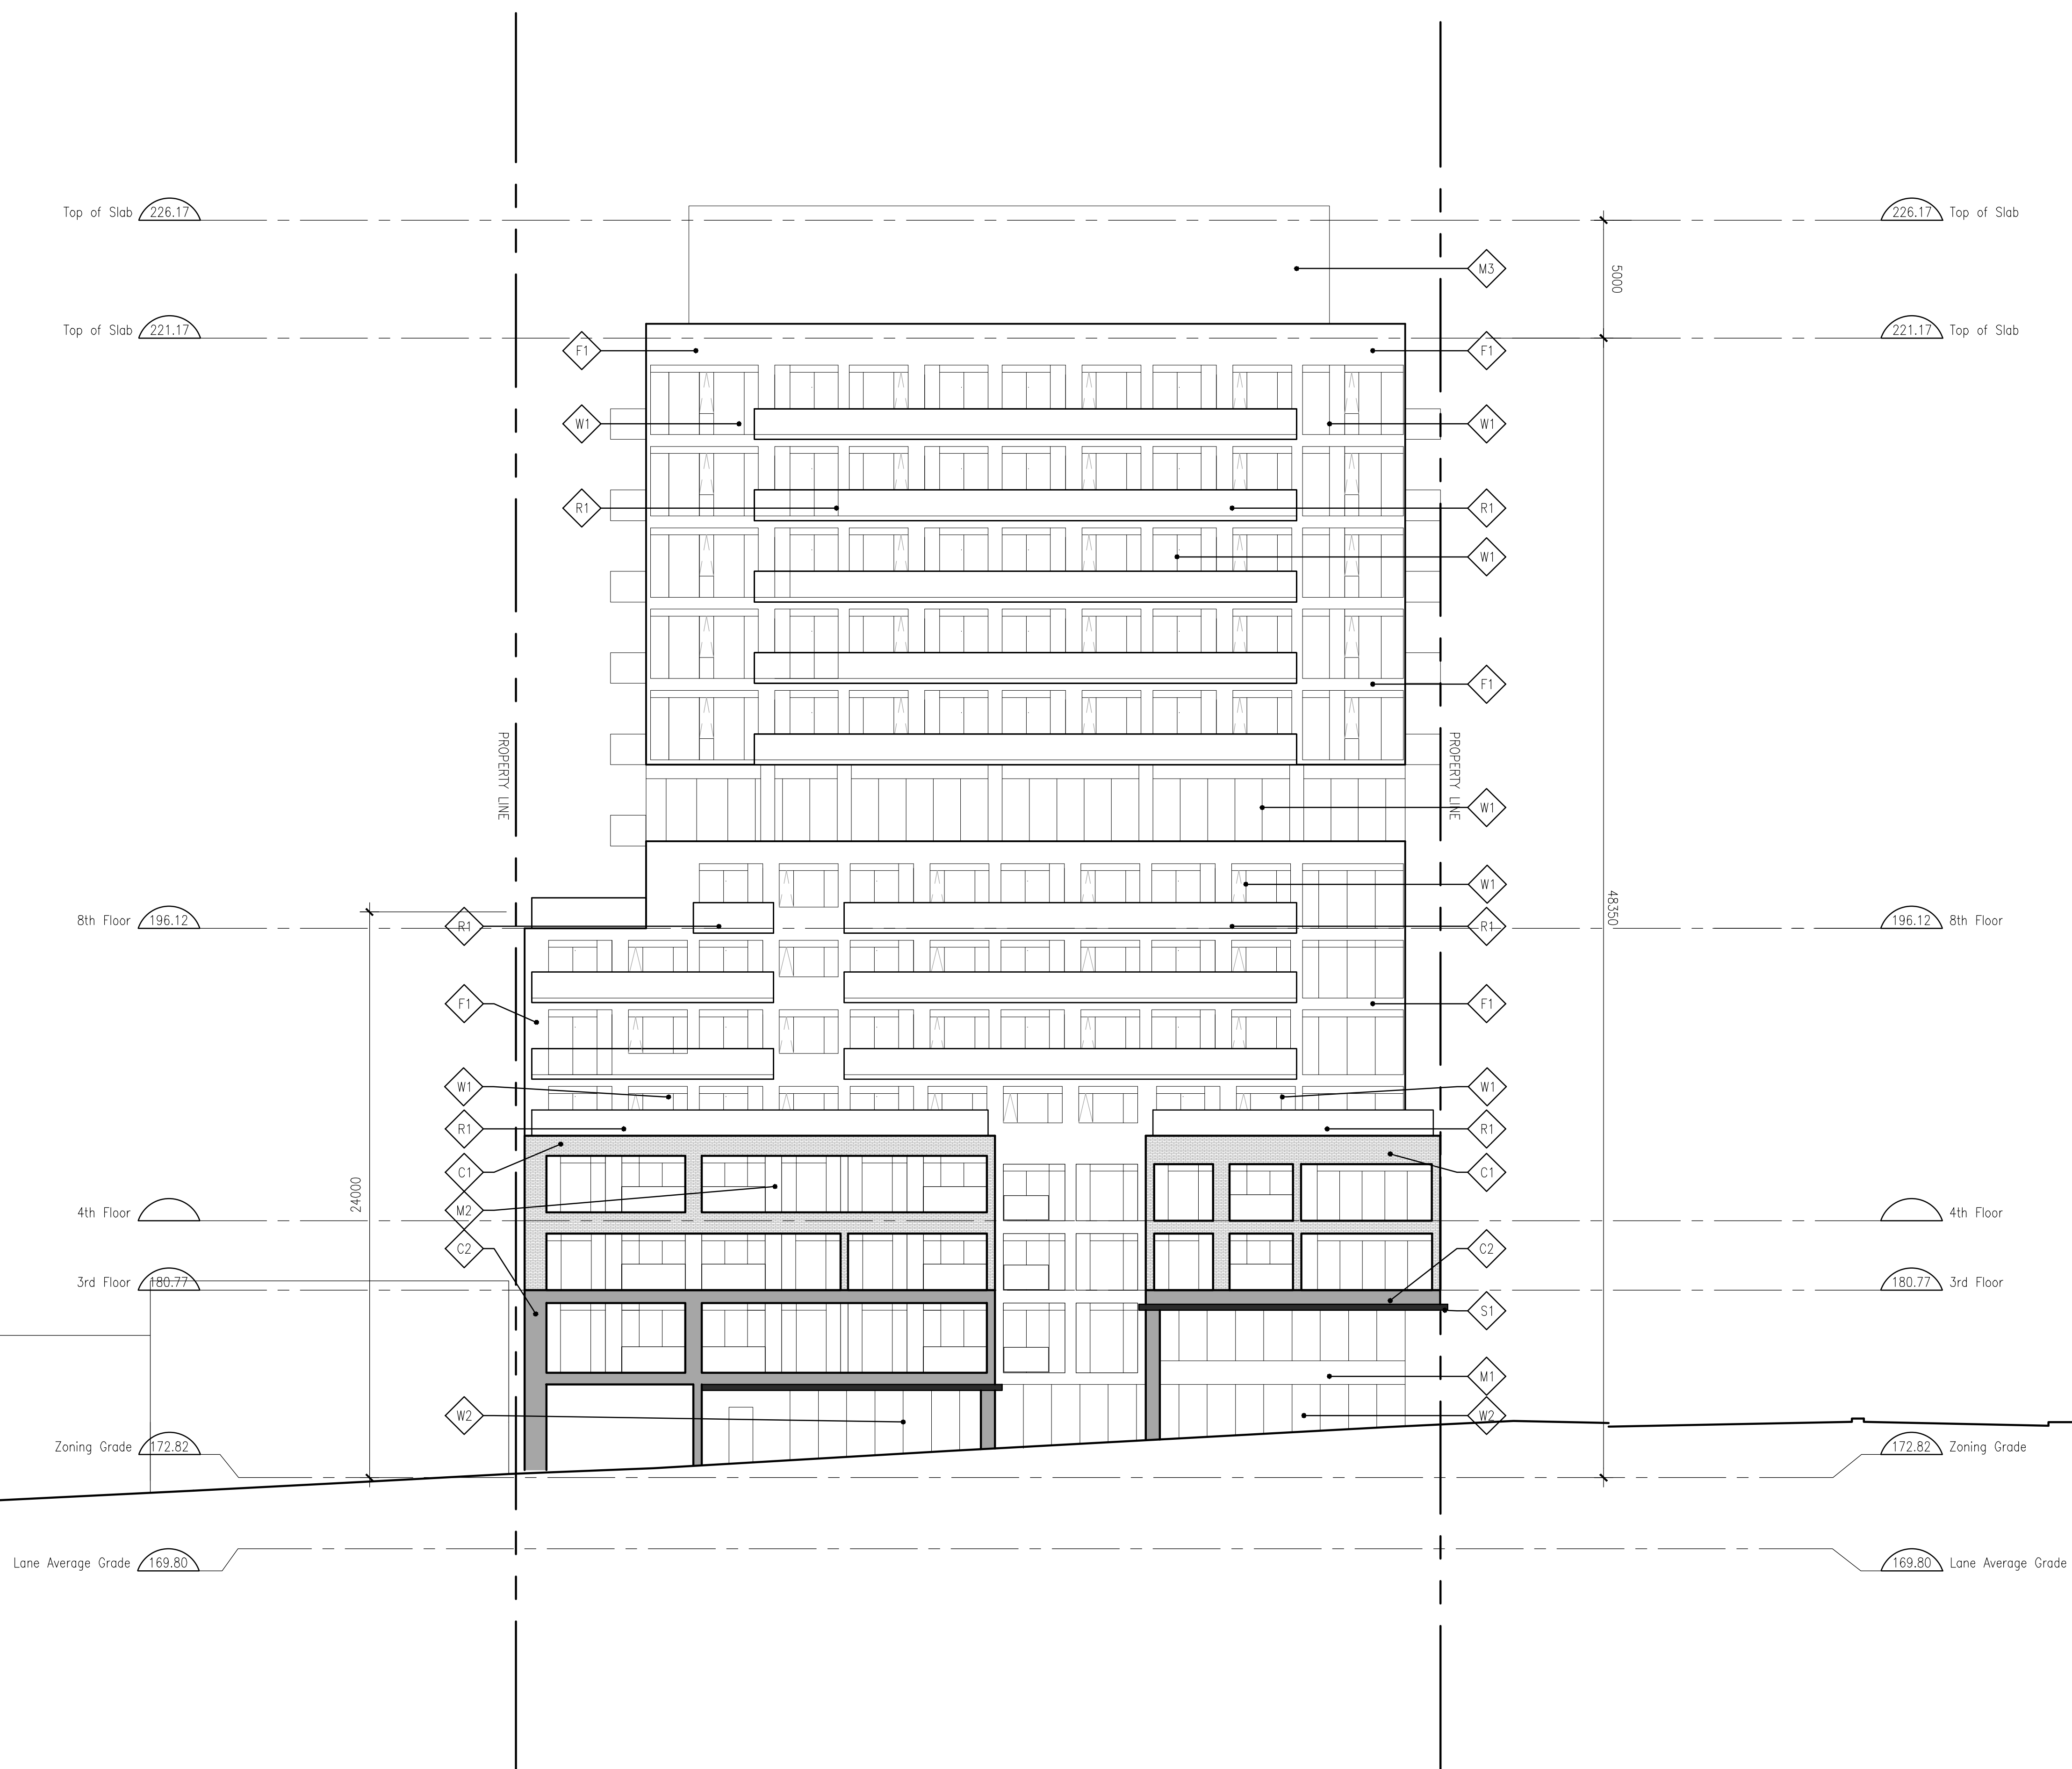 Top of Slab 226.17
226.17 Top of Slab
M3
5000
Top of Slab 221.17
221.17 Top of Slab
F1
F1
W1
W1
R1
R1
W1
F1
PROPERTY LINE
PROPERTY LINE
W1
W1
48350
8th Floor 196.12
R1
R1
196.12 8th Floor
F1
F1
W1
W1
R1
R1
C1
C1
24000
M2
4th Floor
4th Floor
C2
C2
3rd Floor 180.77
180.77 3rd Floor
S1
M1
W2
W2
Zoning Grade 172.82
172.82 Zoning Grade
Lane Average Grade 169.80
169.80 Lane Average Grade